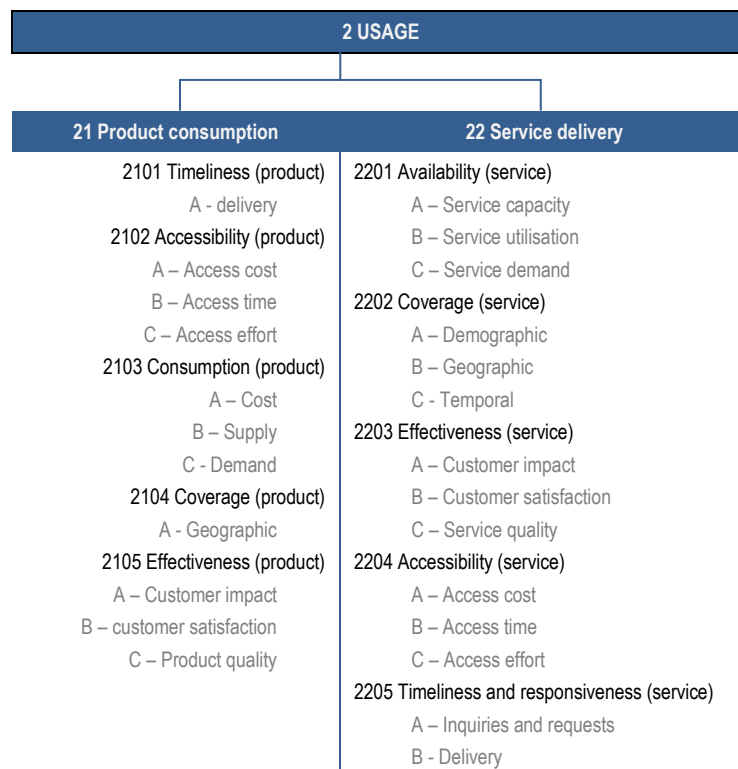 2 USAGE
21 Product consumption
2101 Timeliness (product)
A - delivery
2102 Accessibility (product)
A – Access cost
B – Access time
C – Access effort
2103 Consumption (product)
A – Cost
B – Supply
C - Demand
2104 Coverage (product)
A - Geographic
2105 Effectiveness (product)
A – Customer impact
B – customer satisfaction
C – Product quality
22 Service delivery
2201 Availability (service)
A – Service capacity
B – Service utilisation
C – Service demand
2202 Coverage (service)
A – Demographic
B – Geographic
C - Temporal
2203 Effectiveness (service)
A – Customer impact
B – Customer satisfaction
C – Service quality
2204 Accessibility (service)
A – Access cost
B – Access time
C – Access effort
2205 Timeliness and responsiveness (service)
A – Inquiries and requests
B - Delivery